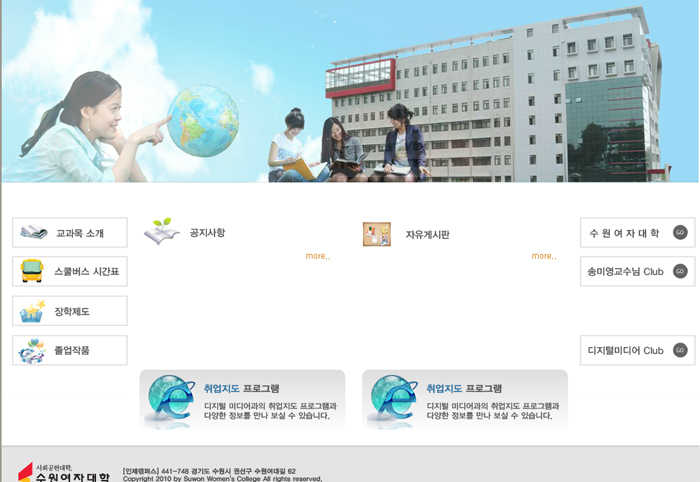 교과목 소개
공지사항
자유게시판
수원여자대학 GO
스쿨버스 시간표
more..
more..
송미영교수님 Club GO
장학제도
졸업작품
디지털미디어 Club GO
취업지도 프로그램
디지털 미디어과의 취업지도 프로그램과
다양한 정보를 만나 보실 수 있습니다.
취업지도 프로그램
디지털 미디어과의 취업지도 프로그램과
다양한 정보를 만나 보실 수 있습니다.
사회공헌대학,
수원여자대학
[인제캠퍼스] 441-748 경기도 수원시 권선구 수원여대길 62
Copyright 2010 by Suwon Women's College All rights reserved,